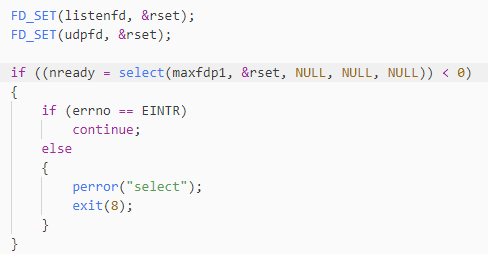 FD_SET(listenfd, &rset);
FD_SET(udpfd, &rset);
if ((nready = select(maxfdp1, &rset, NULL, NULL, NULL)) < 0)
{
if (errno == EINTR)
continue;
else
{
perror("select");
exit(8);
}
}